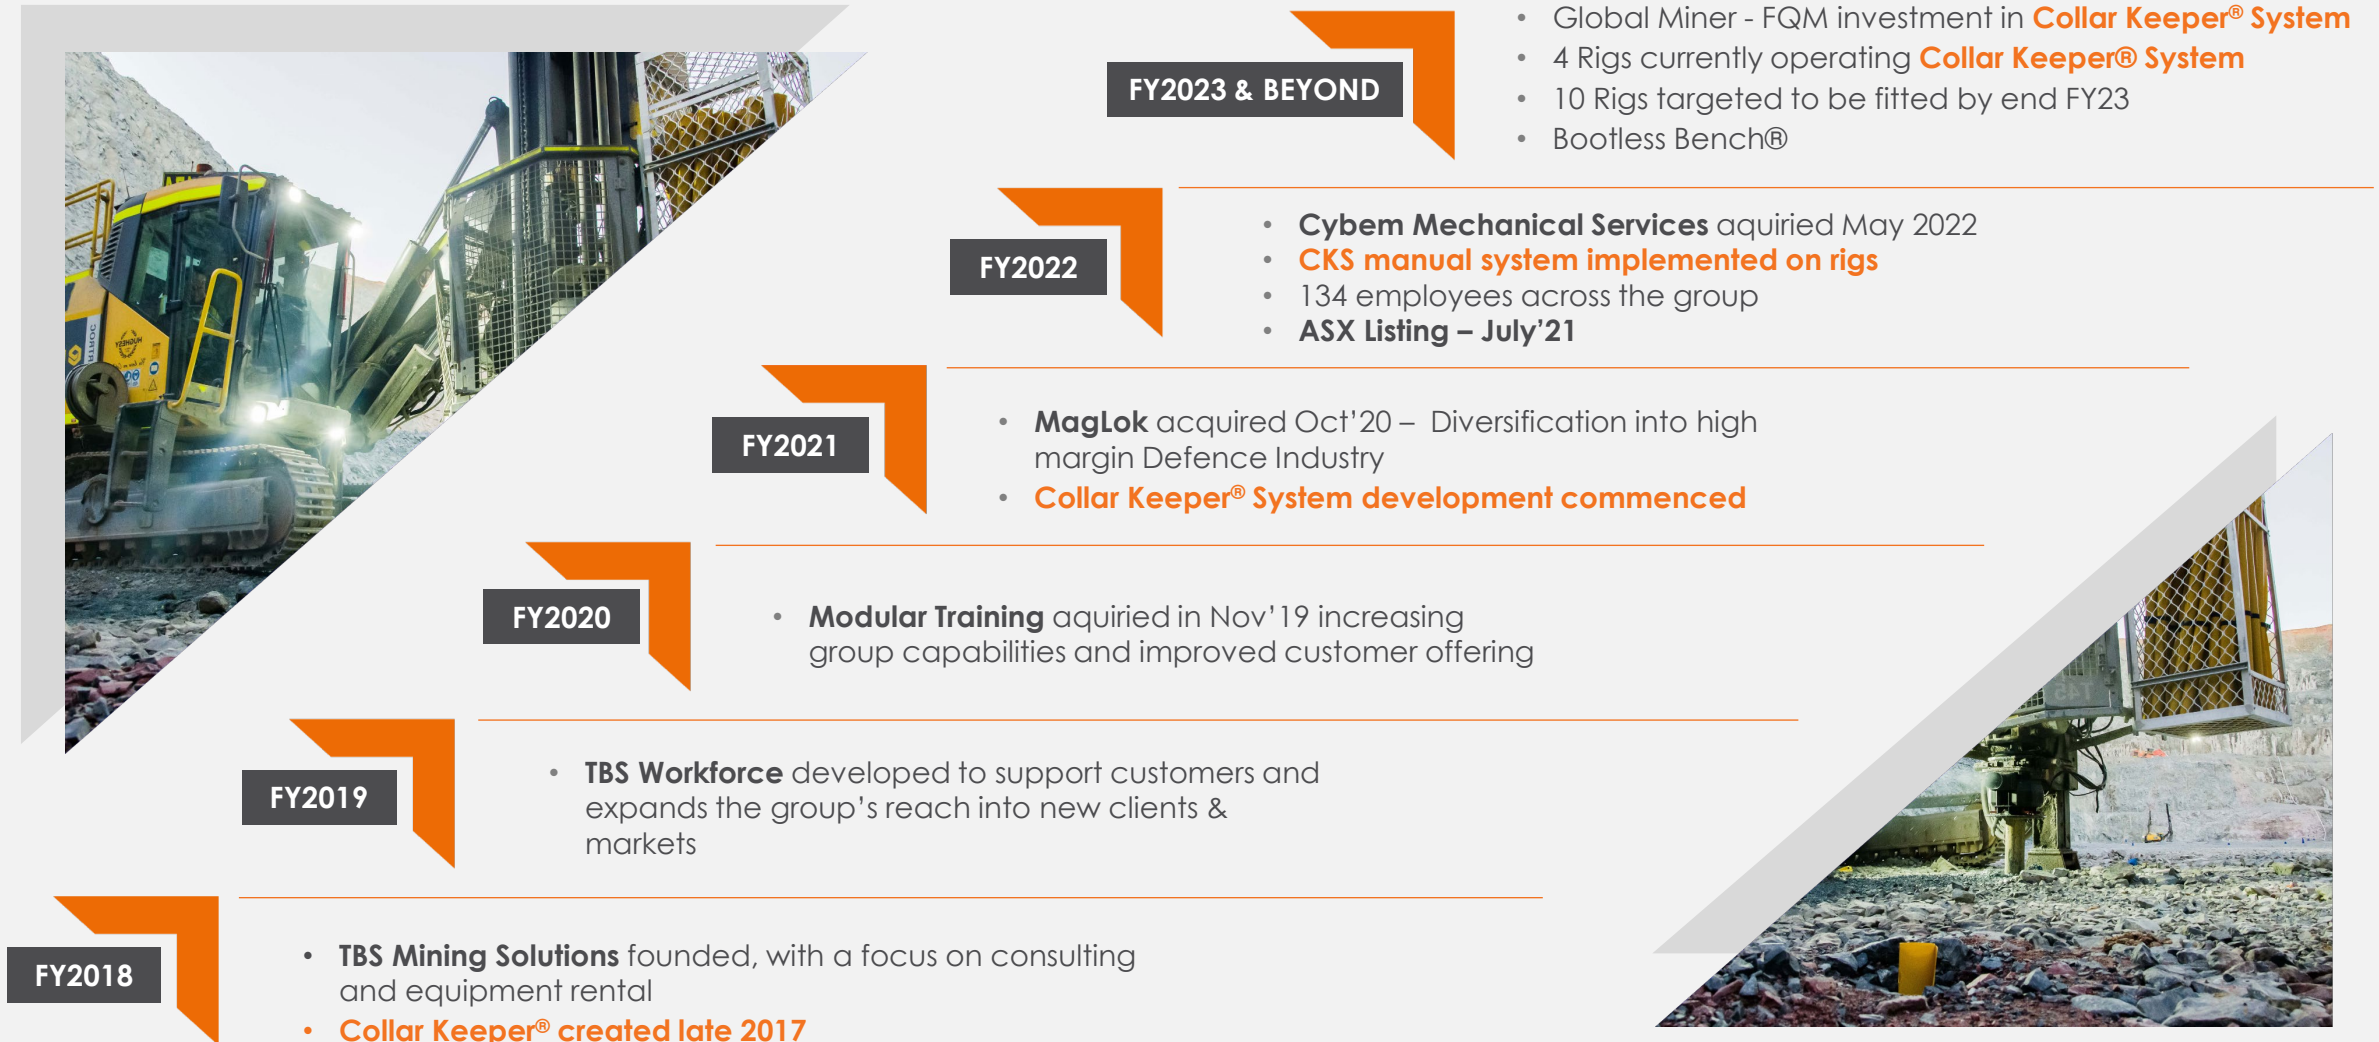 • Global Miner - FQM investment in Collar Keeper® System
• 4 Rigs currently operating Collar Keeper® System
• 10 Rigs targeted to be fitted by end FY23
• Bootless Bench®
FY2023 & BEYOND
• Cybem Mechanical Services aquiried May 2022
• CKS manual system implemented on rigs
• 134 employees across the group
• ASX Listing – July'21
FY2022
• MagLok acquired Oct'20 – Diversification into high
margin Defence Industry
• Collar Keeper® System development commenced
FY2021
• Modular Training aquiried in Nov'19 increasing
group capabilities and improved customer offering
FY2020
• TBS Workforce developed to support customers and
expands the group's reach into new clients &
markets
FY2019
• TBS Mining Solutions founded, with a focus on consulting
and equipment rental
• Collar Keeper® created late 2017
FY2018